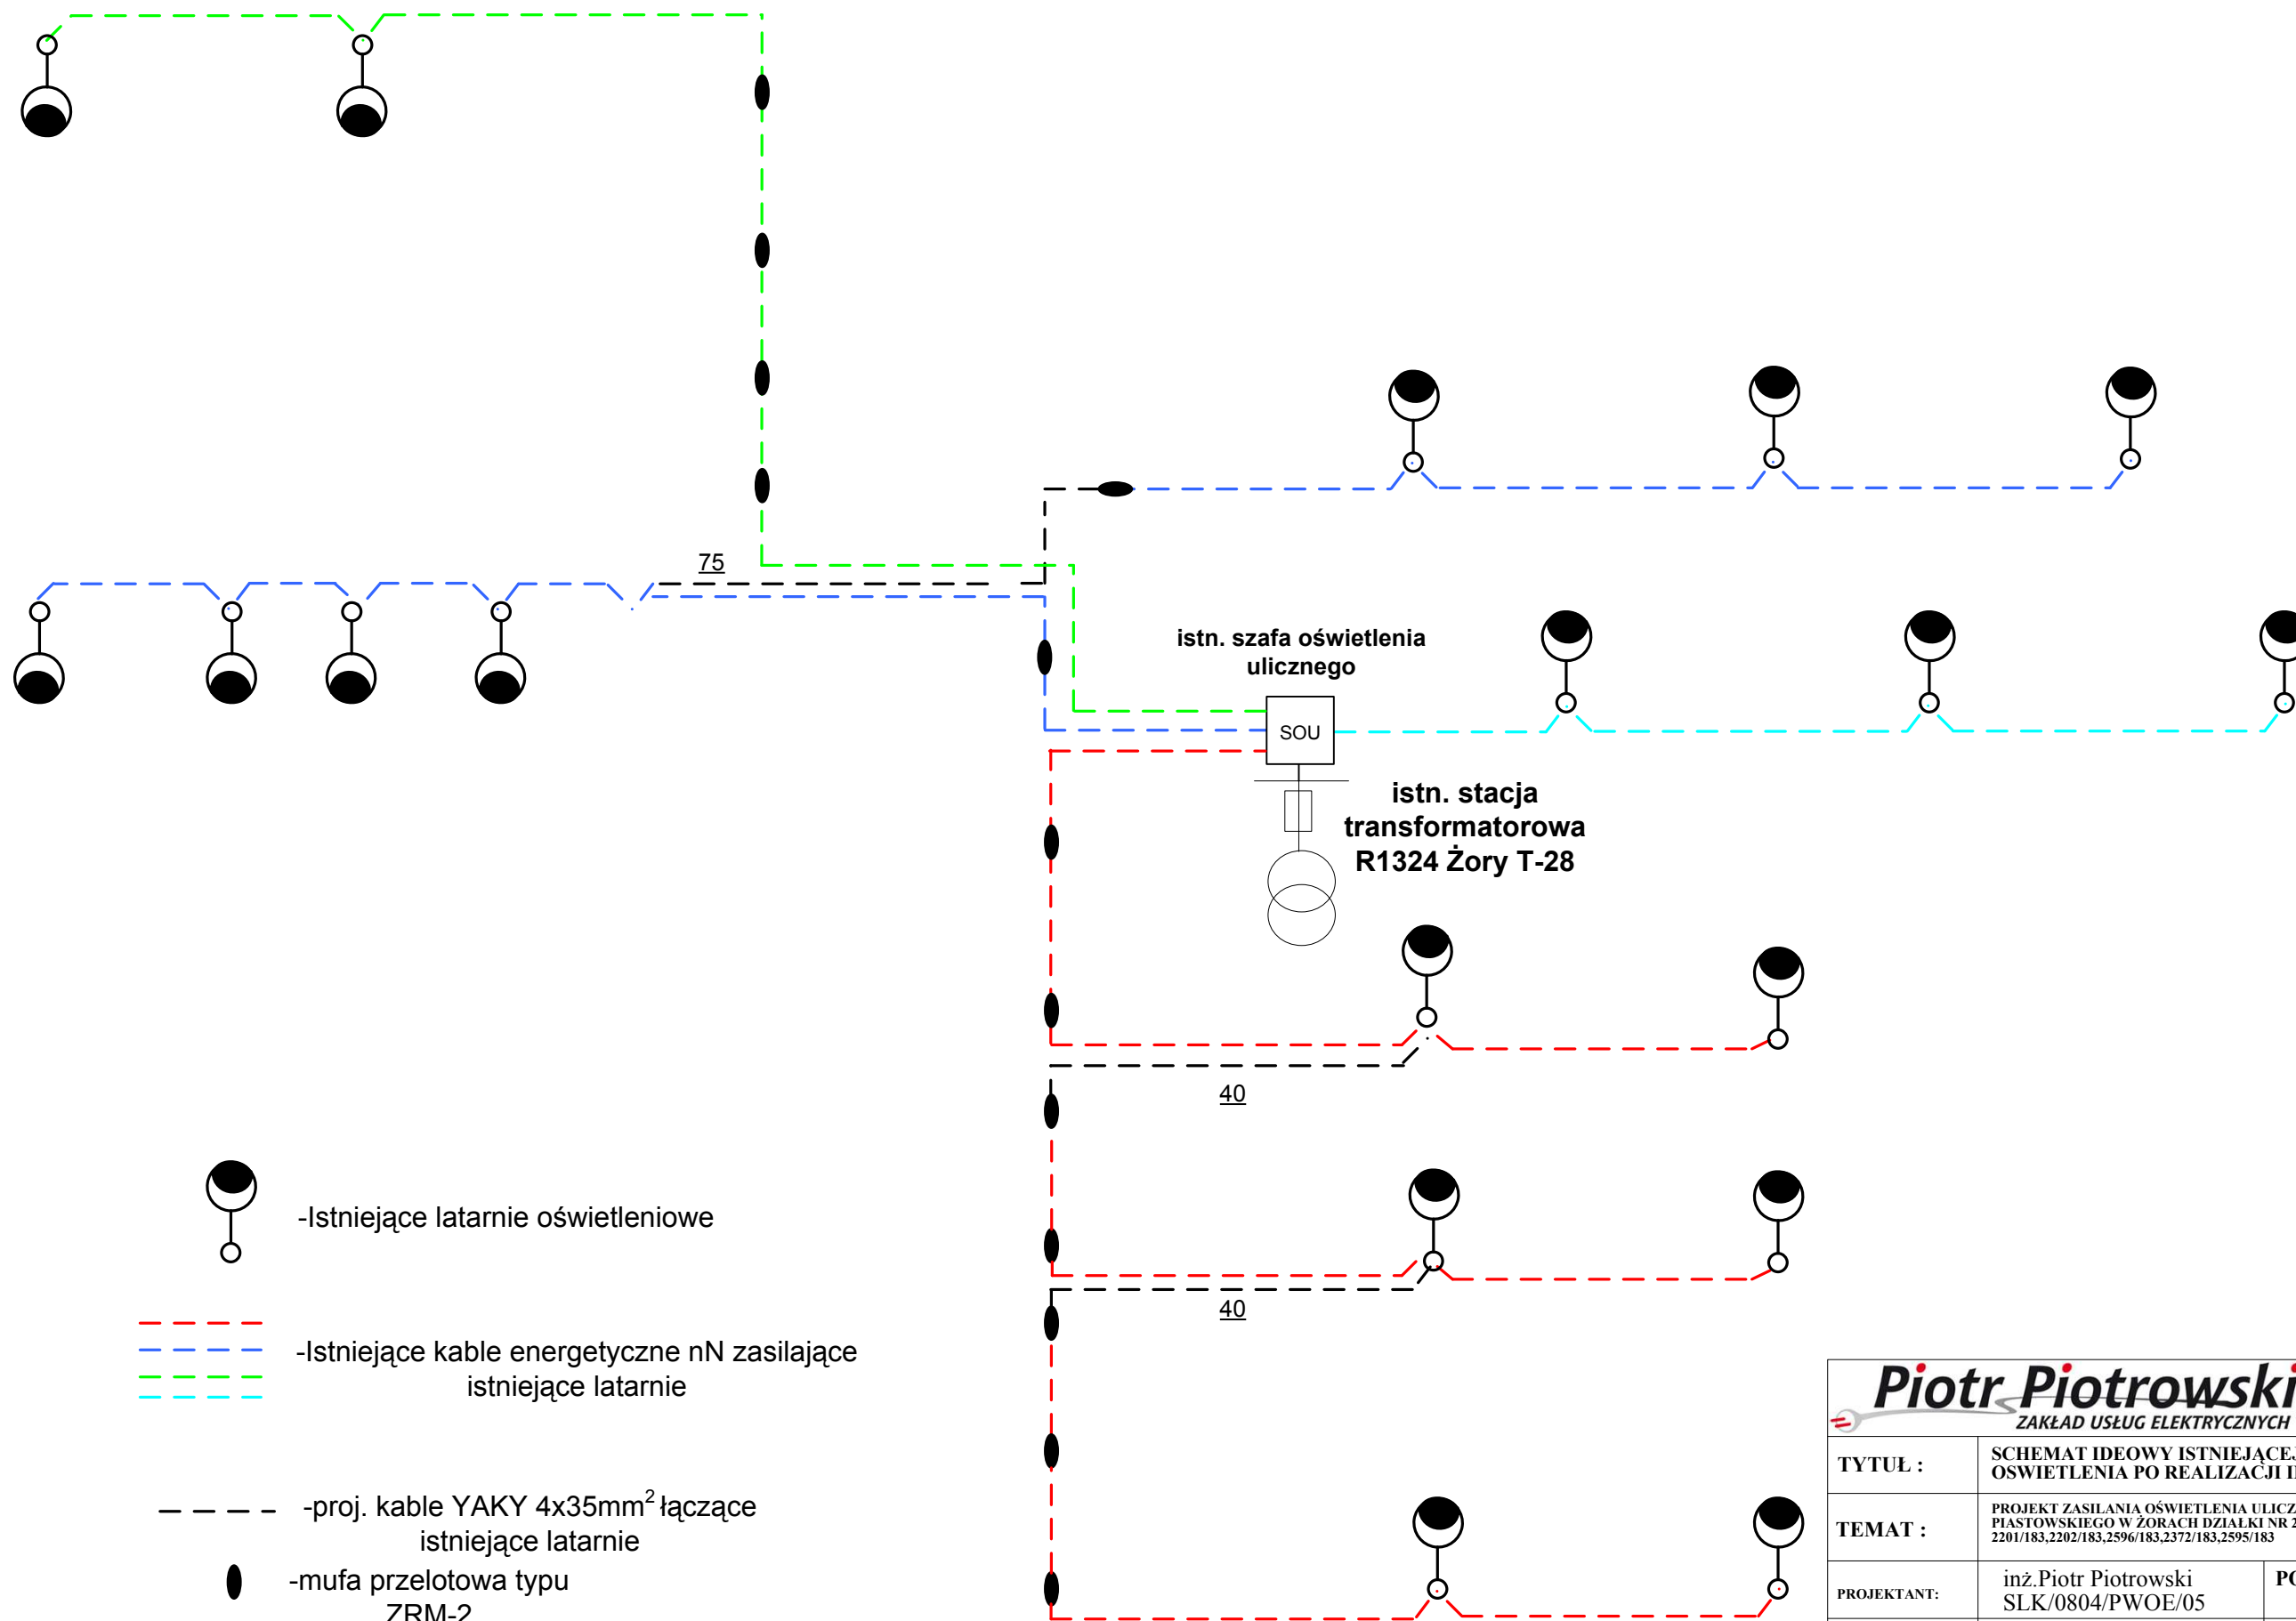 75
istn. szafa oświetlenia
ulicznego
SOU
istn. stacja
transformatorowa
R1324 Żory T-28
40
-Istniejące latarnie oświetleniowe
40
-Istniejące kable energetyczne nN zasilające
istniejące latarnie
-proj. kable YAKY 4x35mm² łączące
istniejące latarnie
-mufa przelotowa typu
ZRM-2
Piotr Piotrowski
ZAKŁAD USŁUG ELEKTRYCZNYCH
TYTUŁ :
SCHEMAT IDEOWY ISTNIEJĄCEJ
OSWIETLENIA PO REALIZACJI
TEMAT :
PROJEKT ZASILANIA OŚWIETLENIA
PIASTOWSKIEGO W ŻORACH DZIAŁKI NR
2201/183,2202/183,2596/183,2372/183,2595/183
PROJEKTANT:
inż.Piotr Piotrowski
SLK/0804/PWOE/05